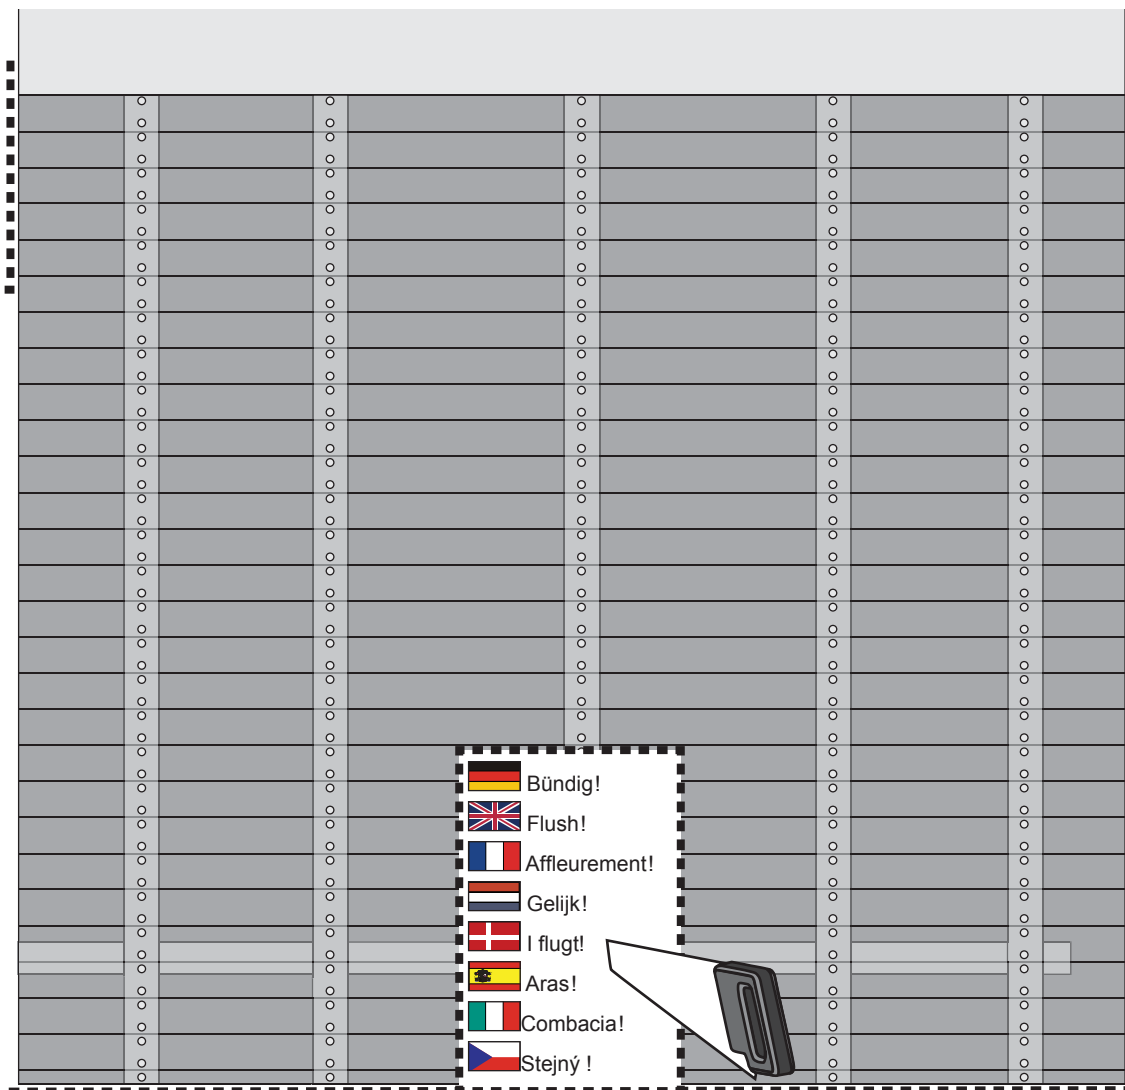 Bündig!
Flush!
Affleurement!
Gelijk!
I flugt!
Aras!
Combacia!
Stejný !